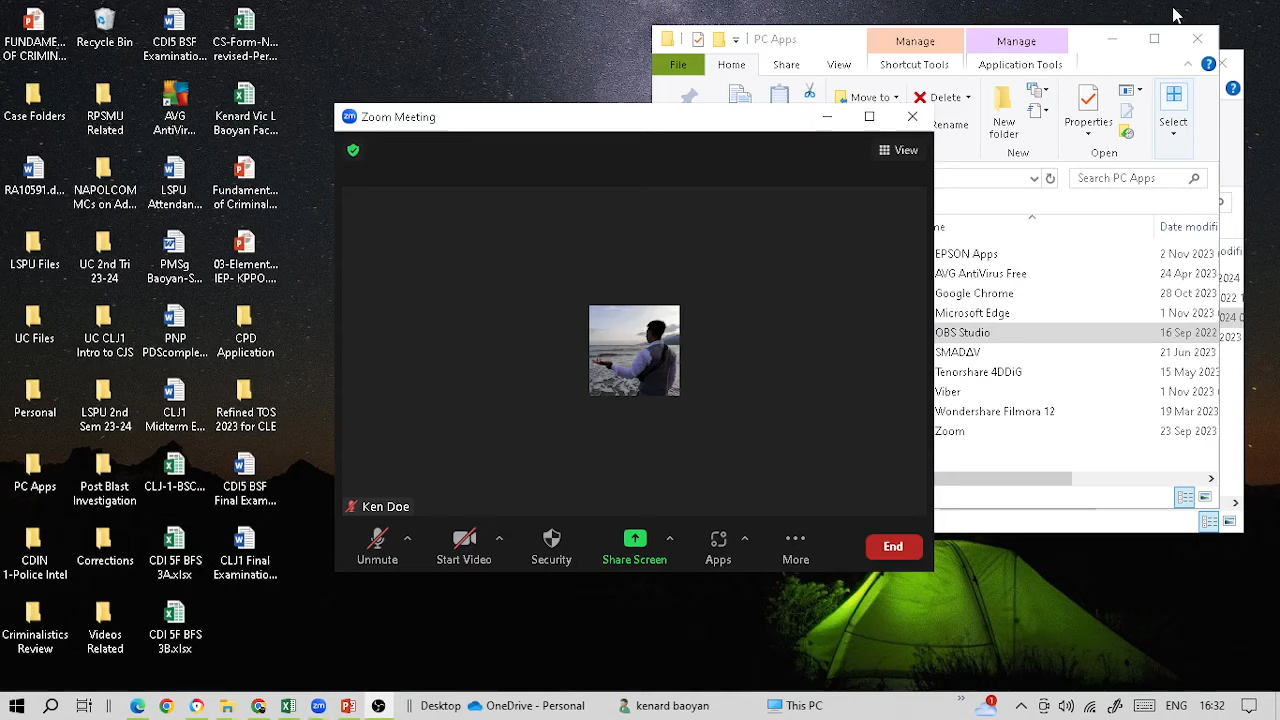 FUNDAME...
of CRIMIN...
Recycle Bin
CDI5 BSF
Examinatio...
CS-Form-N...
revised-Per...
Case Folders
LSPU-MU
Relatsat
AVG
AntiVir...
Kenard Vic L
Baoyan Fac...
RA10591.d...
NAPOLCOM
MCs on Ad...
LSPU
Attendan...
Fundament...
of Criminal...
LSPU Files
UC 2nd Tri
23-24
PMSg
Baoyan-S...
03-Element...
IEP- KPPO....
UC Files
UC CLJ1
Intro to CJS
PNP
PDScomple...
CPD
Application
Personal
LSPU 2nd
Sem 23-24
CLJ1
Midterm E...
Refined TOS
2023 for CLE
PC Apps
Post Blast
Investigation
CLJ-1-BSC...
CDI5 BSF
Final Exam...
CDIN
1-Police Intel
Corrections
CDI 5F BFS
3A.xlsx
CLJ1 Final
Examinatio...
Criminalistics
Review
Videos
Related
CDI 5F BFS
3B.xlsx
PC Apps
Manage
Manage
File
Home
Share
View
Shortcut Tools
Application Tools
Move to
Delete
ename
New
folder
New
Properties
Open
Select
Search PC Apps
Date modifi
EPSON Apps 2 Nov 2023
AVG AntiVirus Free 24 Apr 2023
Google Chrome 28 Oct 2023
Microsoft Edge 1 Nov 2023
OBS Studio 16 Sep 2022
SMADAV 21 Jun 2023
Tenorshare 4DDiG 15 May 2023
Viber 1 Nov 2023
Wondershare Filmora 12 19 Mar 2023
Zoom 23 Sep 2023
zm Zoom Meeting
View
Ken Doe
Unmute
Start Video
Security
Share Screen
Apps
More
End
Desktop
OneDrive - Personal
kenard baoyan
This PC
1
ENG
16:32